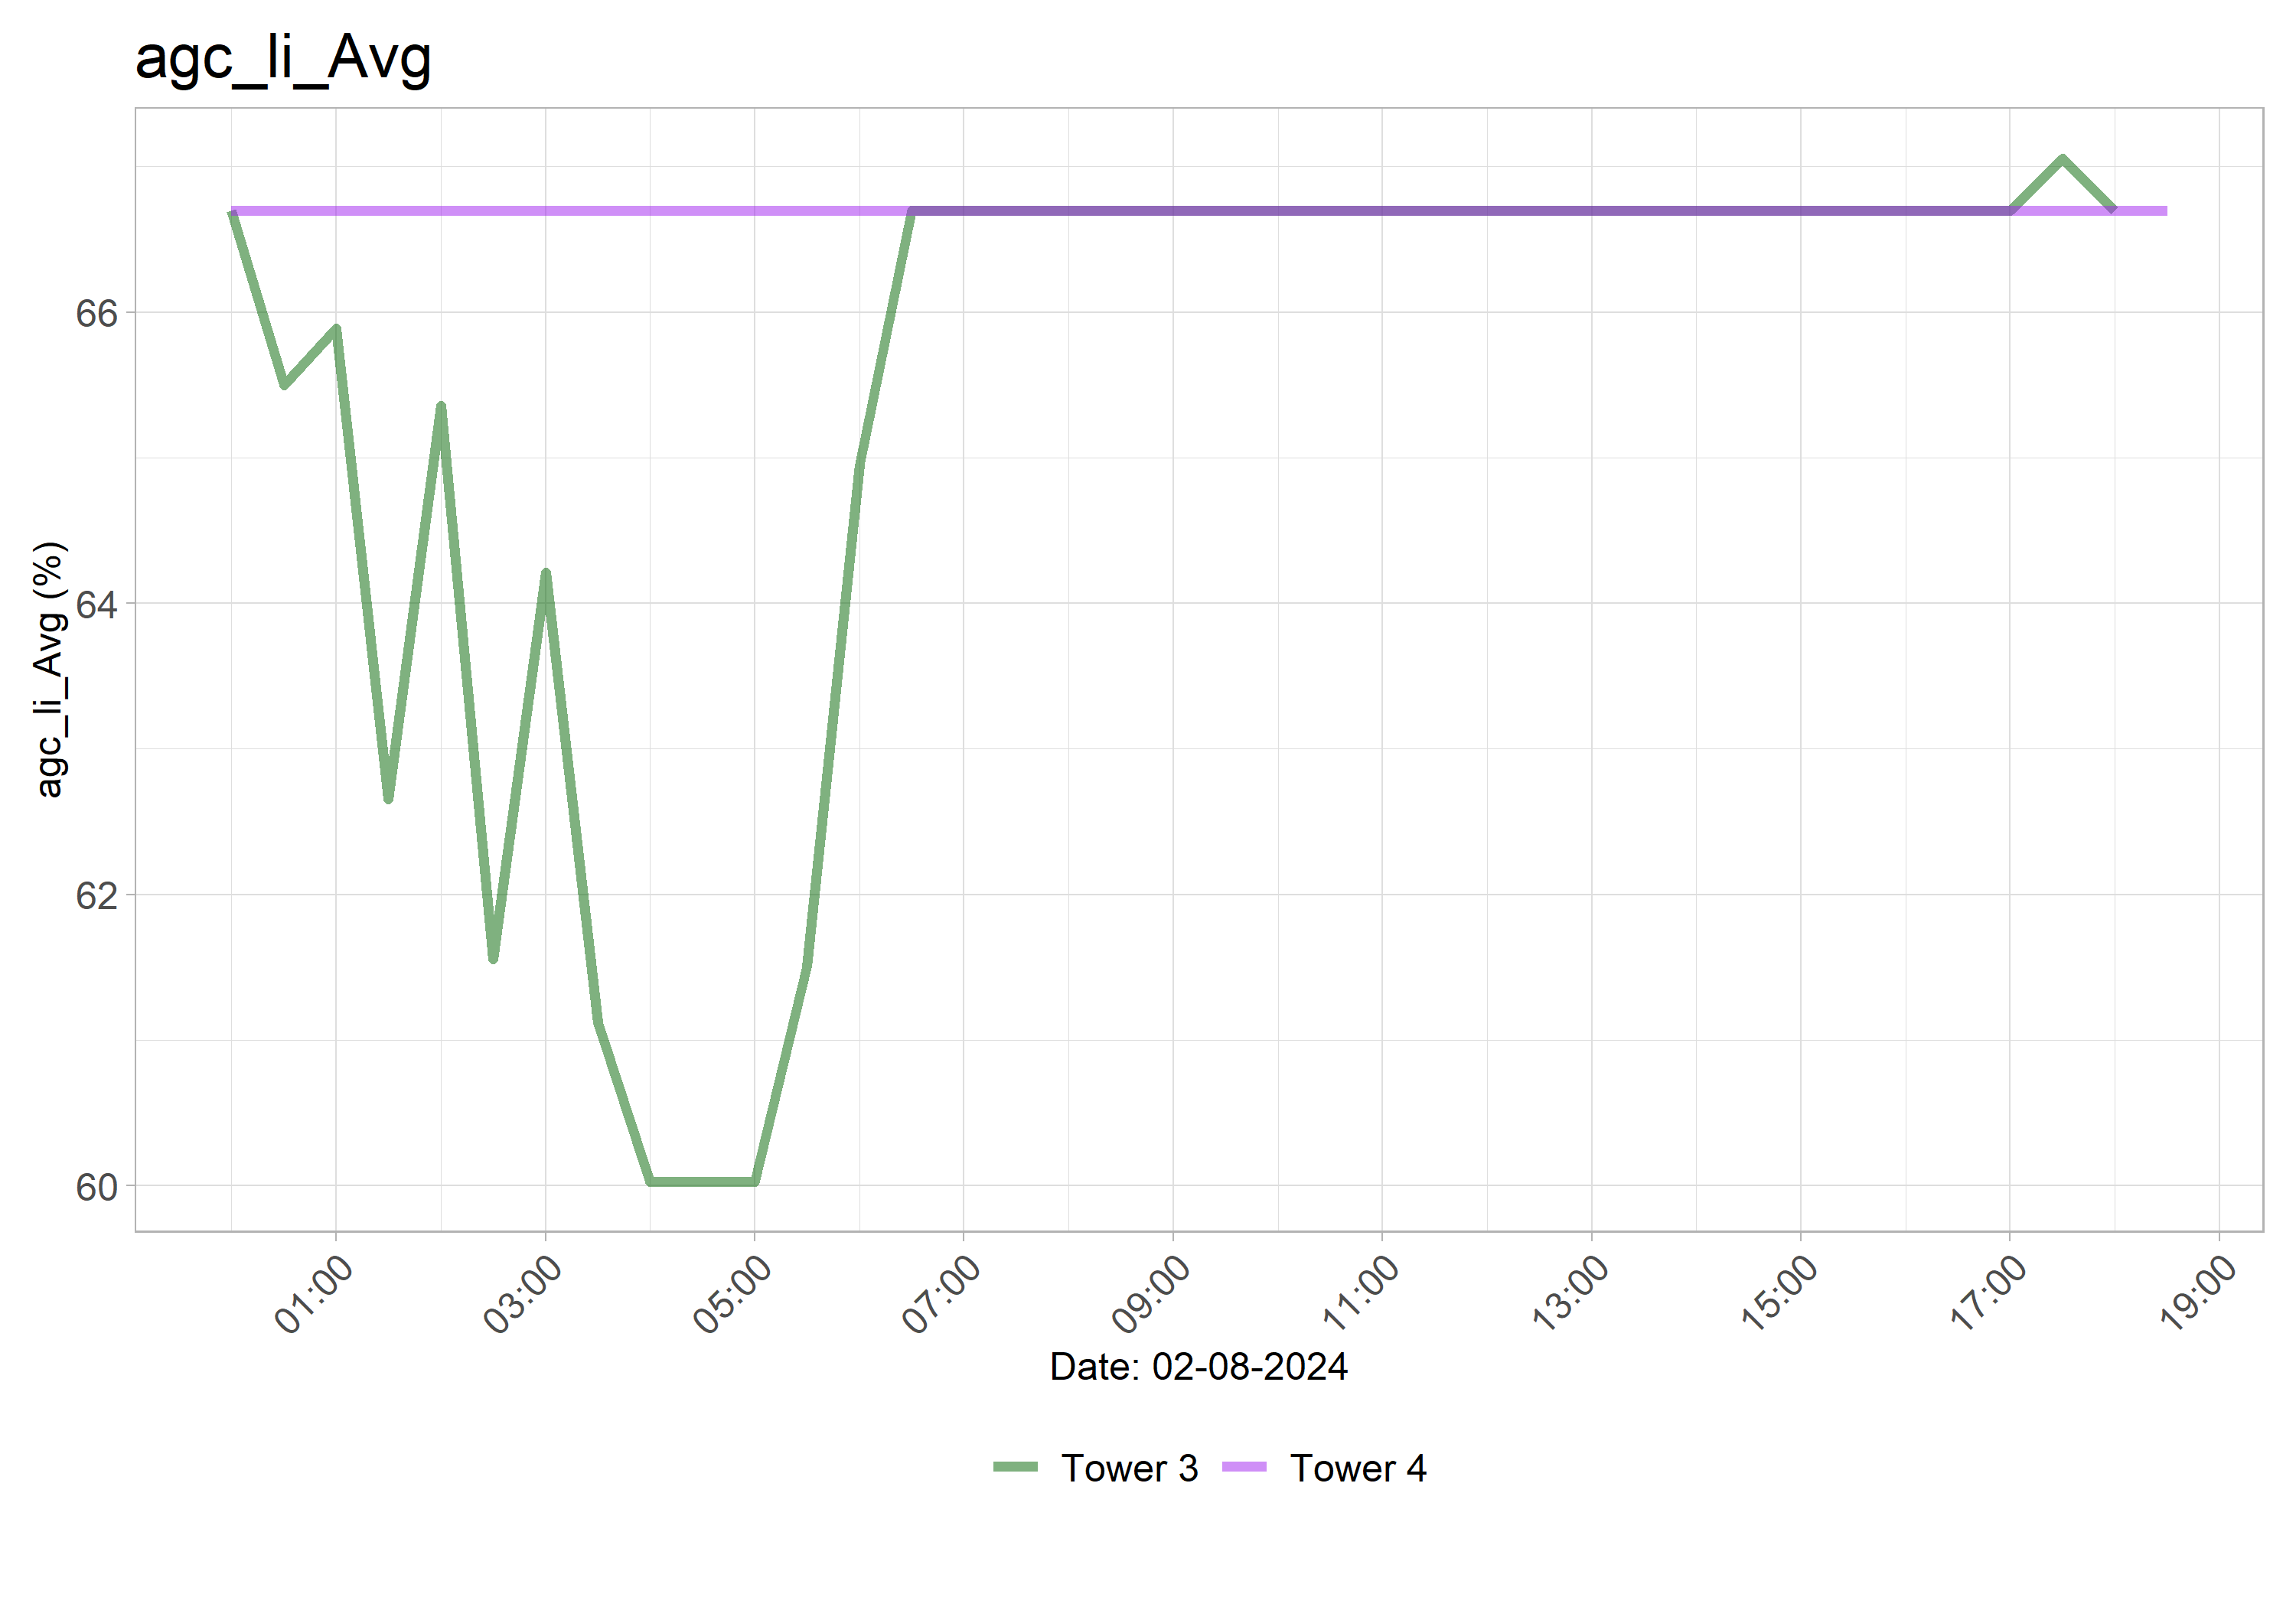 agc_li_Avg
agc_li_Avg (%)
66
64
62
60
01:00 03:00 05:00 07:00 09:00 11:00 13:00 15:00 17:00 19:00
Date: 02-08-2024
Tower 3 Tower 4